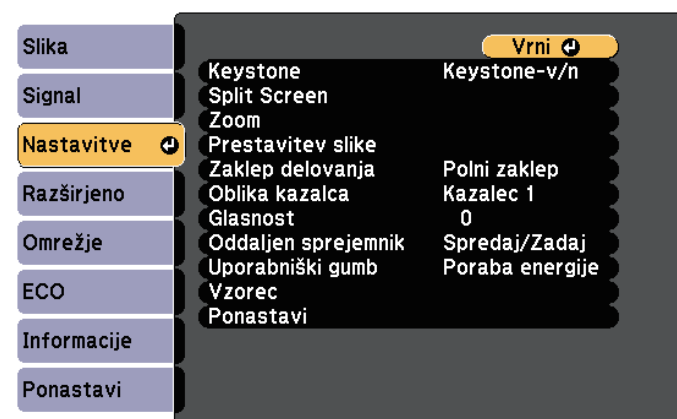 Slika
Signal
Nastavitve
Razširjeno
Omrežje
ECO
Informacije
Ponastavi
Vrni
Keystone Keystone-v/n
Split Screen
Zoom
Prestavitev slike
Zaklep delovanja Polni zaklep
Oblika kazalca Kazalec 1
Glasnost 0
Oddaljen sprejemnik Spredaj/Zadaj
Uporabniški gumb Poraba energije
Vzorec
Ponastavi